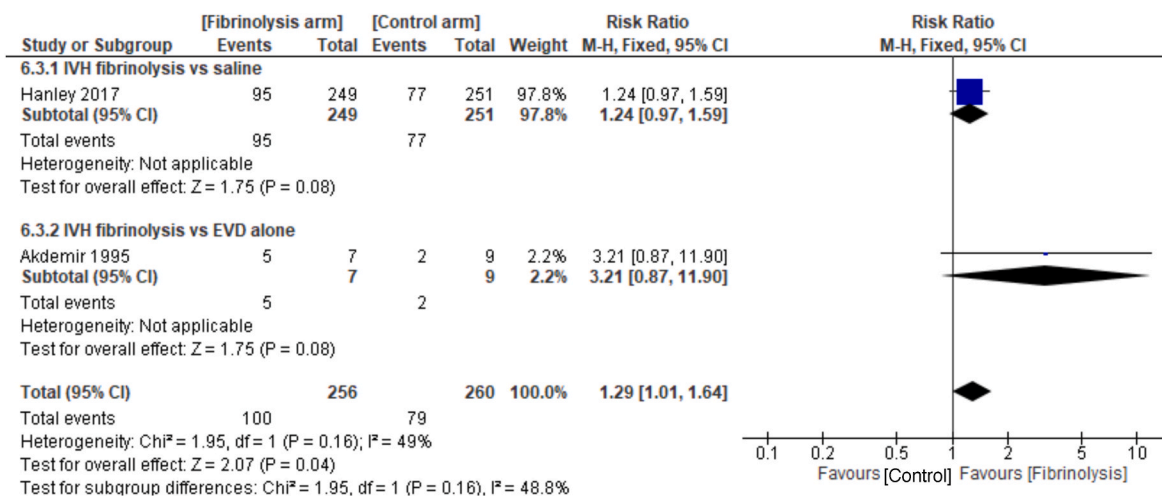 [Fibrinolysis arm] [Control arm] Risk Ratio Risk Ratio
Study or Subgroup Events Total Events Total Weight M-H, Fixed, 95% CI M-H, Fixed, 95% CI
6.3.1 IVH fibrinolysis vs saline
Hanley 2017 95 249 77 251 97.8% 1.24 [0.97, 1.59]
Subtotal (95% CI) 249 251 97.8% 1.24 [0.97, 1.59]
Total events 95 77
Heterogeneity: Not applicable
Test for overall effect: Z = 1.75 (P = 0.08)
6.3.2 IVH fibrinolysis vs EVD alone
Akdemir 1995 5 7 2 9 2.2% 3.21 [0.87, 11.90]
Subtotal (95% CI) 7 9 2.2% 3.21 [0.87, 11.90]
Total events 5 2
Heterogeneity: Not applicable
Test for overall effect: Z = 1.75 (P = 0.08)
Total (95% CI) 256 260 100.0% 1.29 [1.01, 1.64]
Total events 100 79
Heterogeneity: Chi² = 1.95, df = 1 (P = 0.16); I² = 49%
Test for overall effect: Z = 2.07 (P = 0.04)
Test for subgroup differences: Chi² = 1.95, df = 1 (P = 0.16), I² = 48.8%
0.1 0.2 0.5 1 2 5 10
Favours [Control] Favours [Fibrinolysis]